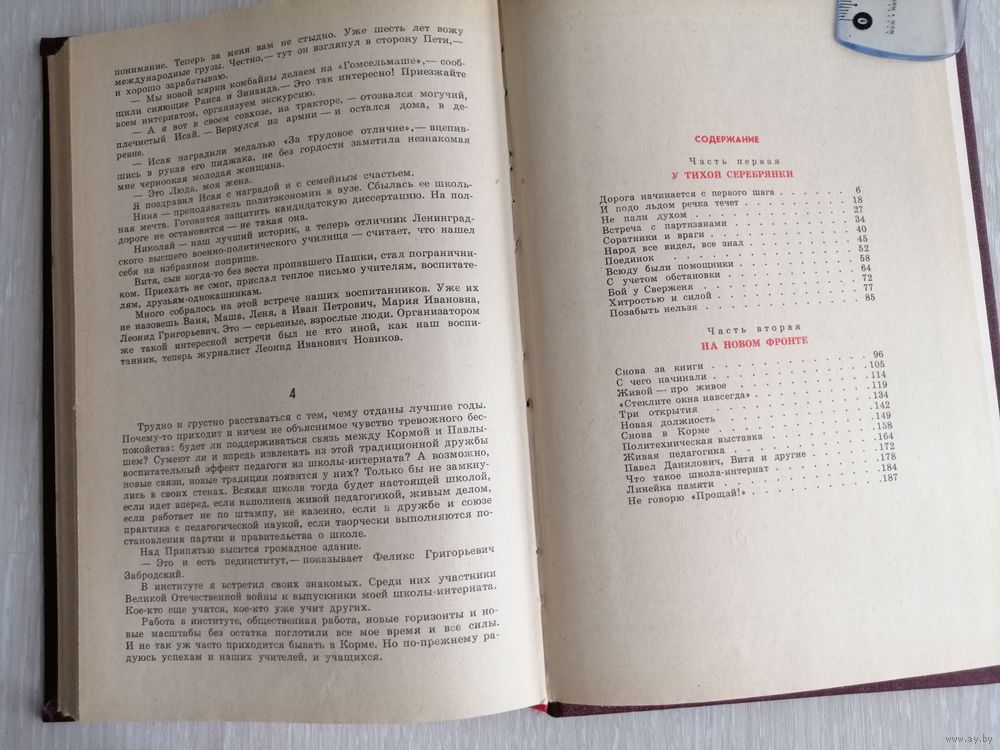 понимание. Теперь за меня вам не стыдно. Уже шесть лет вожу
международные грузы. Честно,— тут он взглянул в сторону Пети,—
и хорошо зарабатываю.
— Мы новой марки комбайны делаем на «Гомсельмаше»,— сооб-
щили сияющие Раиса и Зинаида.— Это так интересно! Приезжайте
всем интернатом, организуем экскурсию.
— А я вот в своем совхозе, на тракторе,— отозвался могучий,
плечистый Исай.— Вернулся из армии — и остался дома, в де-
ревне.
— Исая наградили медалью «За трудовое отличие»,— вцепив-
шись в рукав его пиджака, не без гордости заметила незнакомая
мне черноокая молодая женщина.
— Это Люда, моя жена.
Я поздравил Исая с наградой и с семейным счастьем.
Нина — преподаватель политэкономии в вузе. Сбылась ее школь-
ная мечта. Готовится защитить кандидатскую диссертацию. На пол-
дороге не остановится — не такая она.
Николай — наш лучший историк, а теперь отличник Ленинград-
ского высшего военно-политического училища — считает, что нашел
себя на избранном поприще.
Витя, сын когда-то без вести пропавшего Пашки, стал погранични-
ком. Приехать не смог, прислал теплое письмо учителям, воспитате-
лям, друзьям-однокашникам.
Много собралось на этой встрече наших воспитанников. Уже их
не назовешь Ваня, Маша, Леня, а Иван Петрович, Мария Ивановна,
Леонид Григорьевич. Это — серьезные, взрослые люди. Организатором
же такой интересной встречи был не кто иной, как наш воспи-
танник, теперь журналист Леонид Иванович Новиков.
4
Трудно и грустно расставаться с тем, чему отданы лучшие годы.
Почему-то приходит и ничем не объяснимое чувство тревожного бес-
покойства: будет ли поддерживаться связь между Кормой и Павлы-
шем? Сумеют ли и впредь извлекать из этой традиционной дружбы
воспитательный эффект педагоги из школы-интерната? А возможно,
новые связи, новые традиции появятся у них? Только бы не замкну-
лись в своих стенах. Всякая школа тогда будет настоящей школой,
если идет вперед, если наполнена живой педагогикой, живым делом,
если работает не по штампу, не казенно, если в дружбе и союзе
практика с педагогической наукой, если творчески выполняются по-
становления партии и правительства о школе.
Над Припятью высится громадное здание.
— Это и есть пединститут,— показывает Феликс Григорьевич
Забродский.
В институте я встретил своих знакомых. Среди них участники
Великой Отечественной войны и выпускники моей школы-интерната.
Кое-кто еще учится, кое-кто уже учит других.
Работа в институте, общественная работа, новые горизонты и но-
вые масштабы без остатка поглотили все мое время и все силы.
И не так уж часто приходится бывать в Корме. Но по-прежнему ра-
дуюсь успехам и наших учителей, и учащихся.
СОДЕРЖАНИЕ
Часть первая
У ТИХОЙ СЕРЕБРЯНКИ
Дорога начинается с первого шага . . . . . . 6
И подо льдом речка течет . . . . . . . . 18
Не пали духом . . . . . . . . . . 27
Встреча с партизанами . . . . . . . . . 34
Соратники и враги . . . . . . . . . 40
Народ все видел, все знал . . . . . . . . 45
Поединок . . . . . . . . . . . 52
Всюду были помощники . . . . . . . . 58
С учетом обстановки . . . . . . . . . 64
Бой у Сверженя . . . . . . . . . . 72
Хитростью и силой . . . . . . . . . 77
Позабыть нельзя . . . . . . . . . . 85
Часть вторая
НА НОВОМ ФРОНТЕ
Снова за книги . . . . . . . . . . 96
С чего начинали . . . . . . . . . . 105
Живой — про живое . . . . . . . . . 114
«Стеклите окна навсегда» . . . . . . . . 119
Три открытия . . . . . . . . . . 134
Новая должность . . . . . . . . . . 142
Снова в Корме . . . . . . . . . . 149
Политехническая выставка . . . . . . . . 158
Живая педагогика . . . . . . . . . 164
Павел Данилович, Витя и другие . . . . . . 172
Что такое школа-интернат . . . . . . . . 178
Линейка памяти . . . . . . . . . . 184
Не говорю «Прощай!» . . . . . . . . . 187
0
www.ay.by